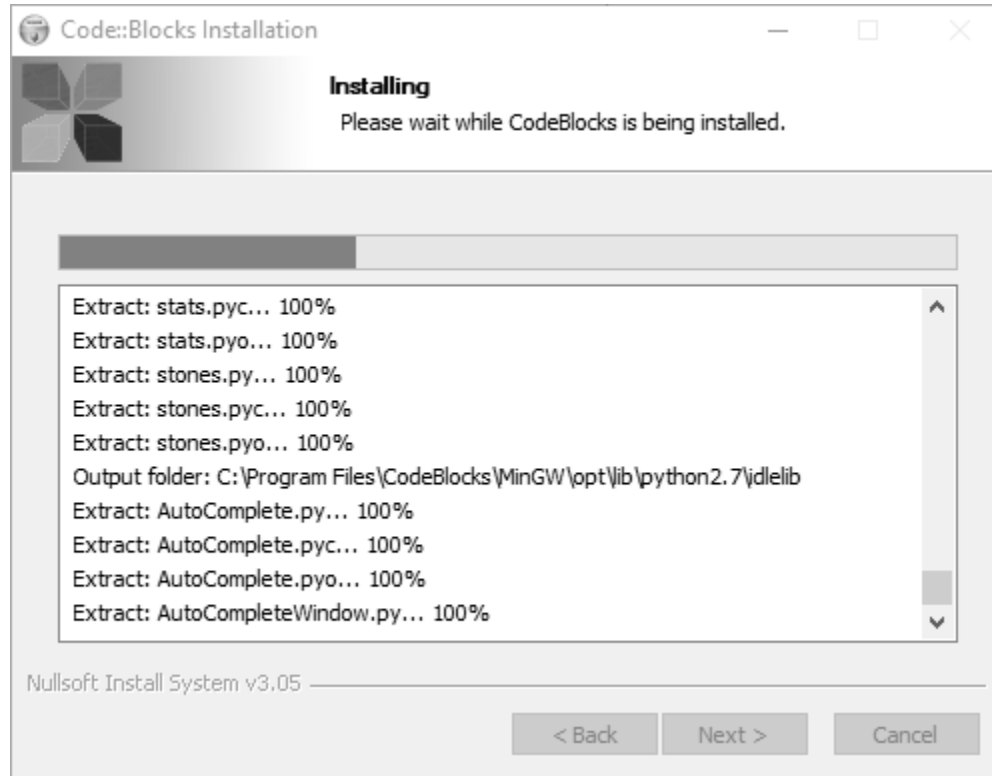 Code::Blocks Installation
Installing
Please wait while CodeBlocks is being installed.
Extract: stats.pyc... 100%
Extract: stats.pyo... 100%
Extract: stones.py... 100%
Extract: stones.pyc... 100%
Extract: stones.pyo... 100%
Output folder: C:\Program Files\CodeBlocks\MinGW\opt\lib\python2.7\idlelib
Extract: AutoComplete.py... 100%
Extract: AutoComplete.pyc... 100%
Extract: AutoComplete.pyo... 100%
Extract: AutoCompleteWindow.py... 100%
Nullsoft Install System v3.05
< Back Next > Cancel